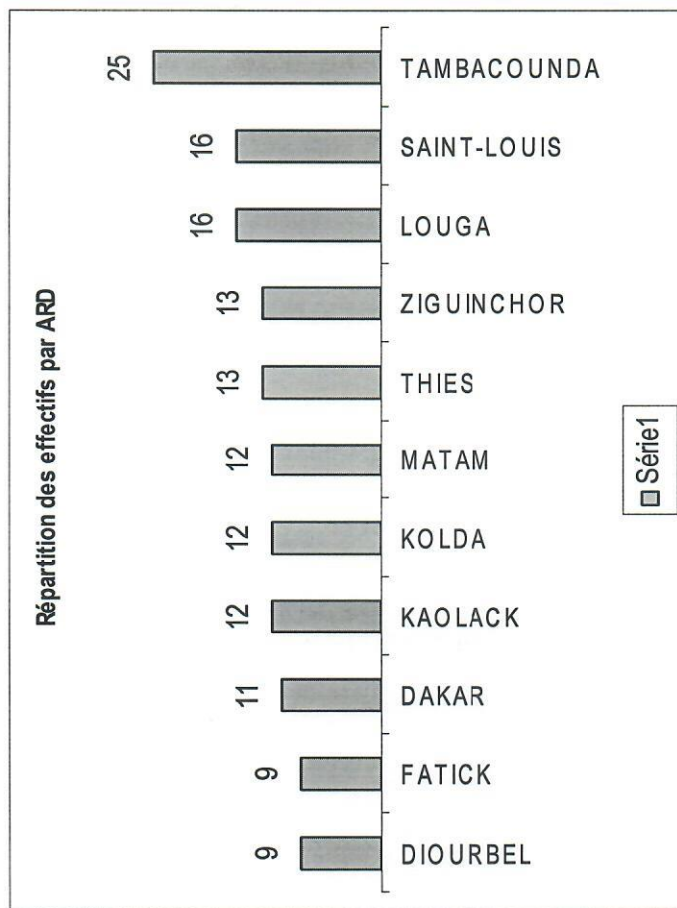 Répartition des effectifs par ARD
9
9
11
12
12
12
13
13
16
16
25
DIOURBEL
FATICK
DAKAR
KAOLACK
KOLDA
MATAM
THIES
ZIGUINCHOR
LOUGA
SAINT-LOUIS
TAMBACOUNDA
Série1